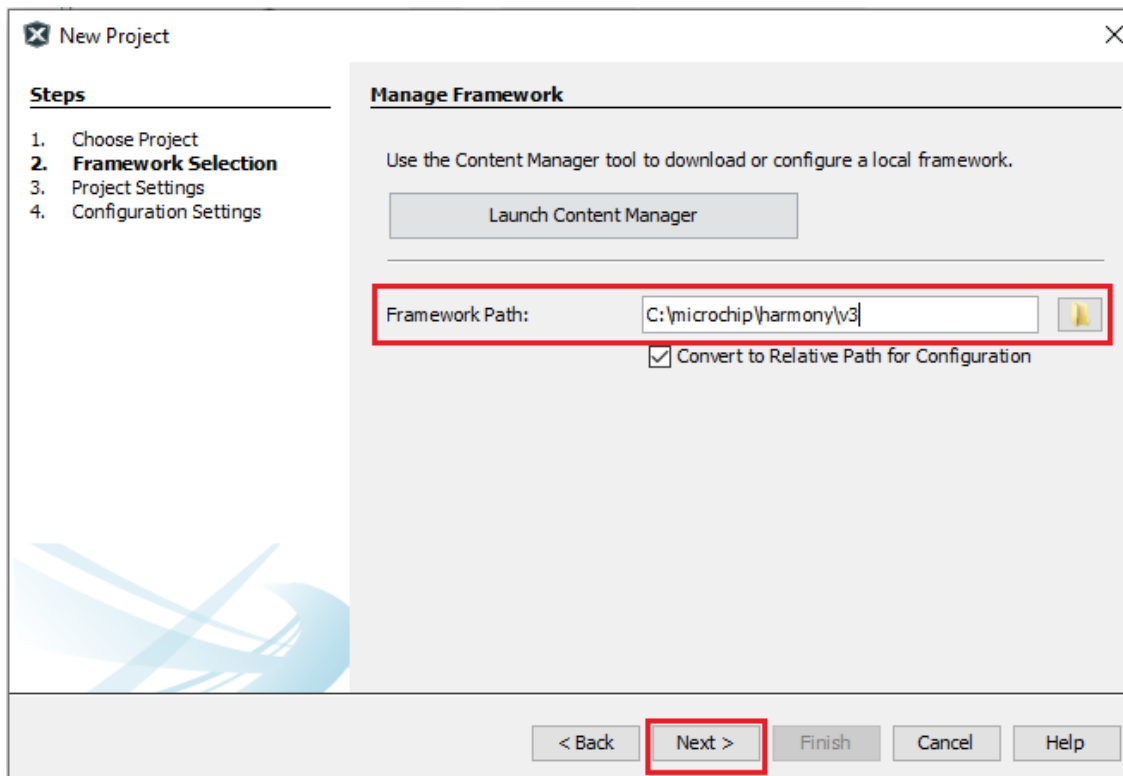 New Project
Steps
1. Choose Project
2. Framework Selection
3. Project Settings
4. Configuration Settings
Manage Framework
Use the Content Manager tool to download or configure a local framework.
Launch Content Manager
Framework Path: C:\microchip\harmony\v3
Convert to Relative Path for Configuration
< Back Next > Finish Cancel Help